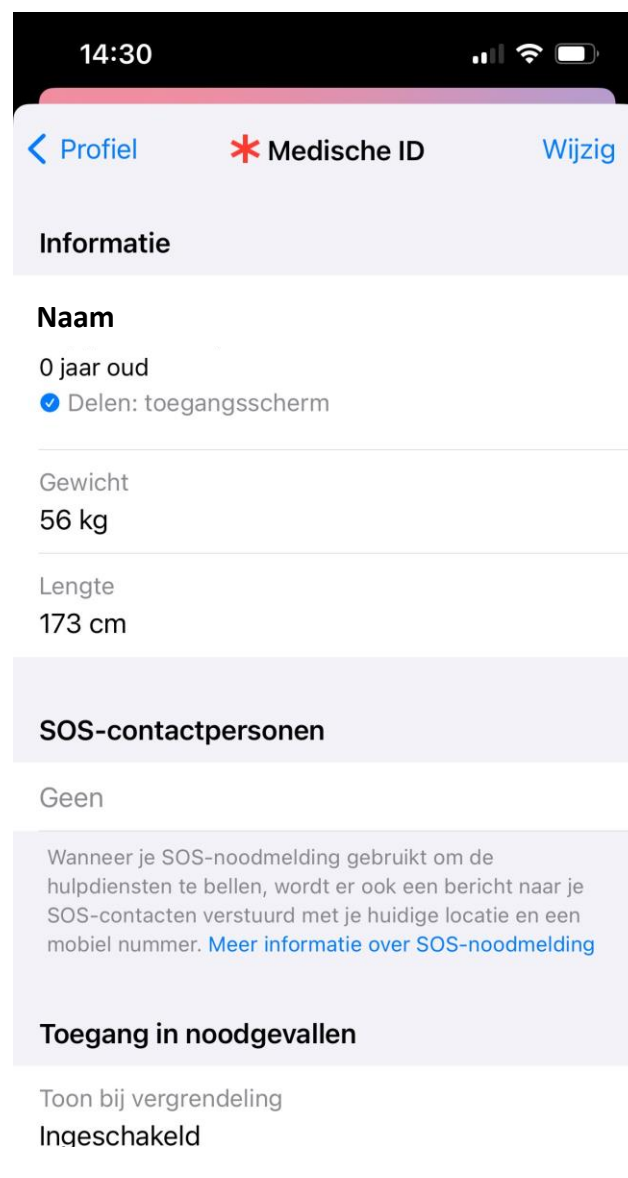 14:30
Profiel
Medische ID
Wijzig
Informatie
Naam
0 jaar oud
Delen: toegangsscherm
Gewicht
56 kg
Lengte
173 cm
SOS-contactpersonen
Geen
Wanneer je SOS-noodmelding gebruikt om de
hulpdiensten te bellen, wordt er ook een bericht naar je
SOS-contacten verstuurd met je huidige locatie en een
mobiel nummer. Meer informatie over SOS-noodmelding
Toegang in noodgevallen
Toon bij vergrendeling
Ingeschakeld